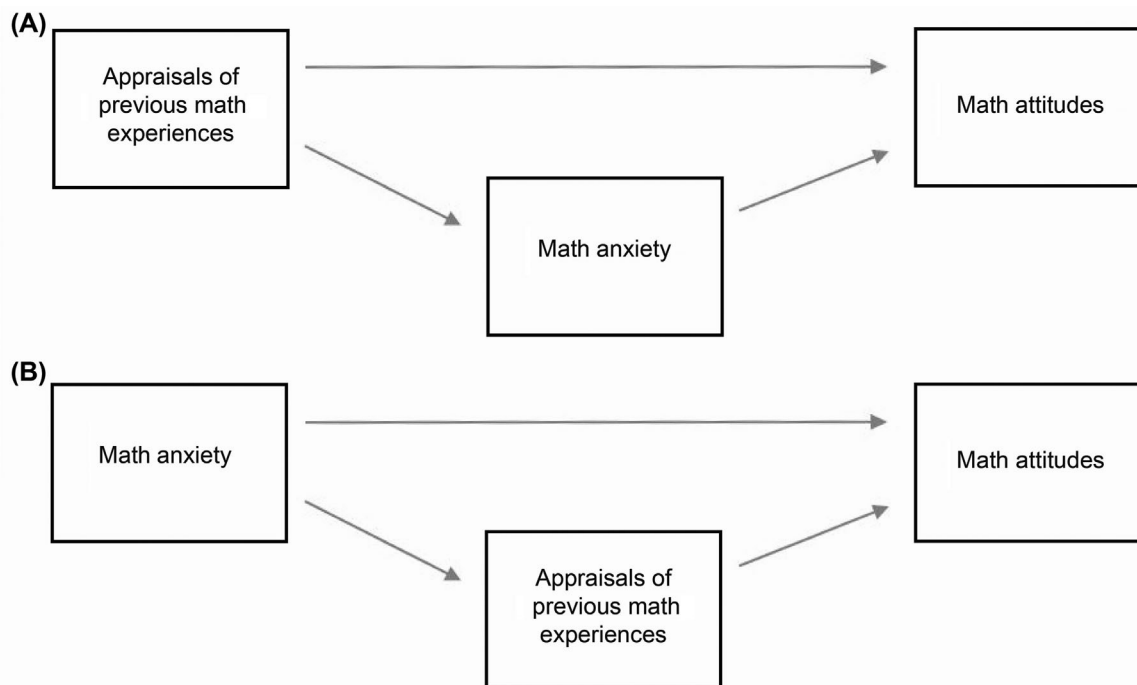 (A)
Appraisals of
previous math
experiences
Math attitudes
Math anxiety
(B)
Math anxiety
Math attitudes
Appraisals of
previous math
experiences